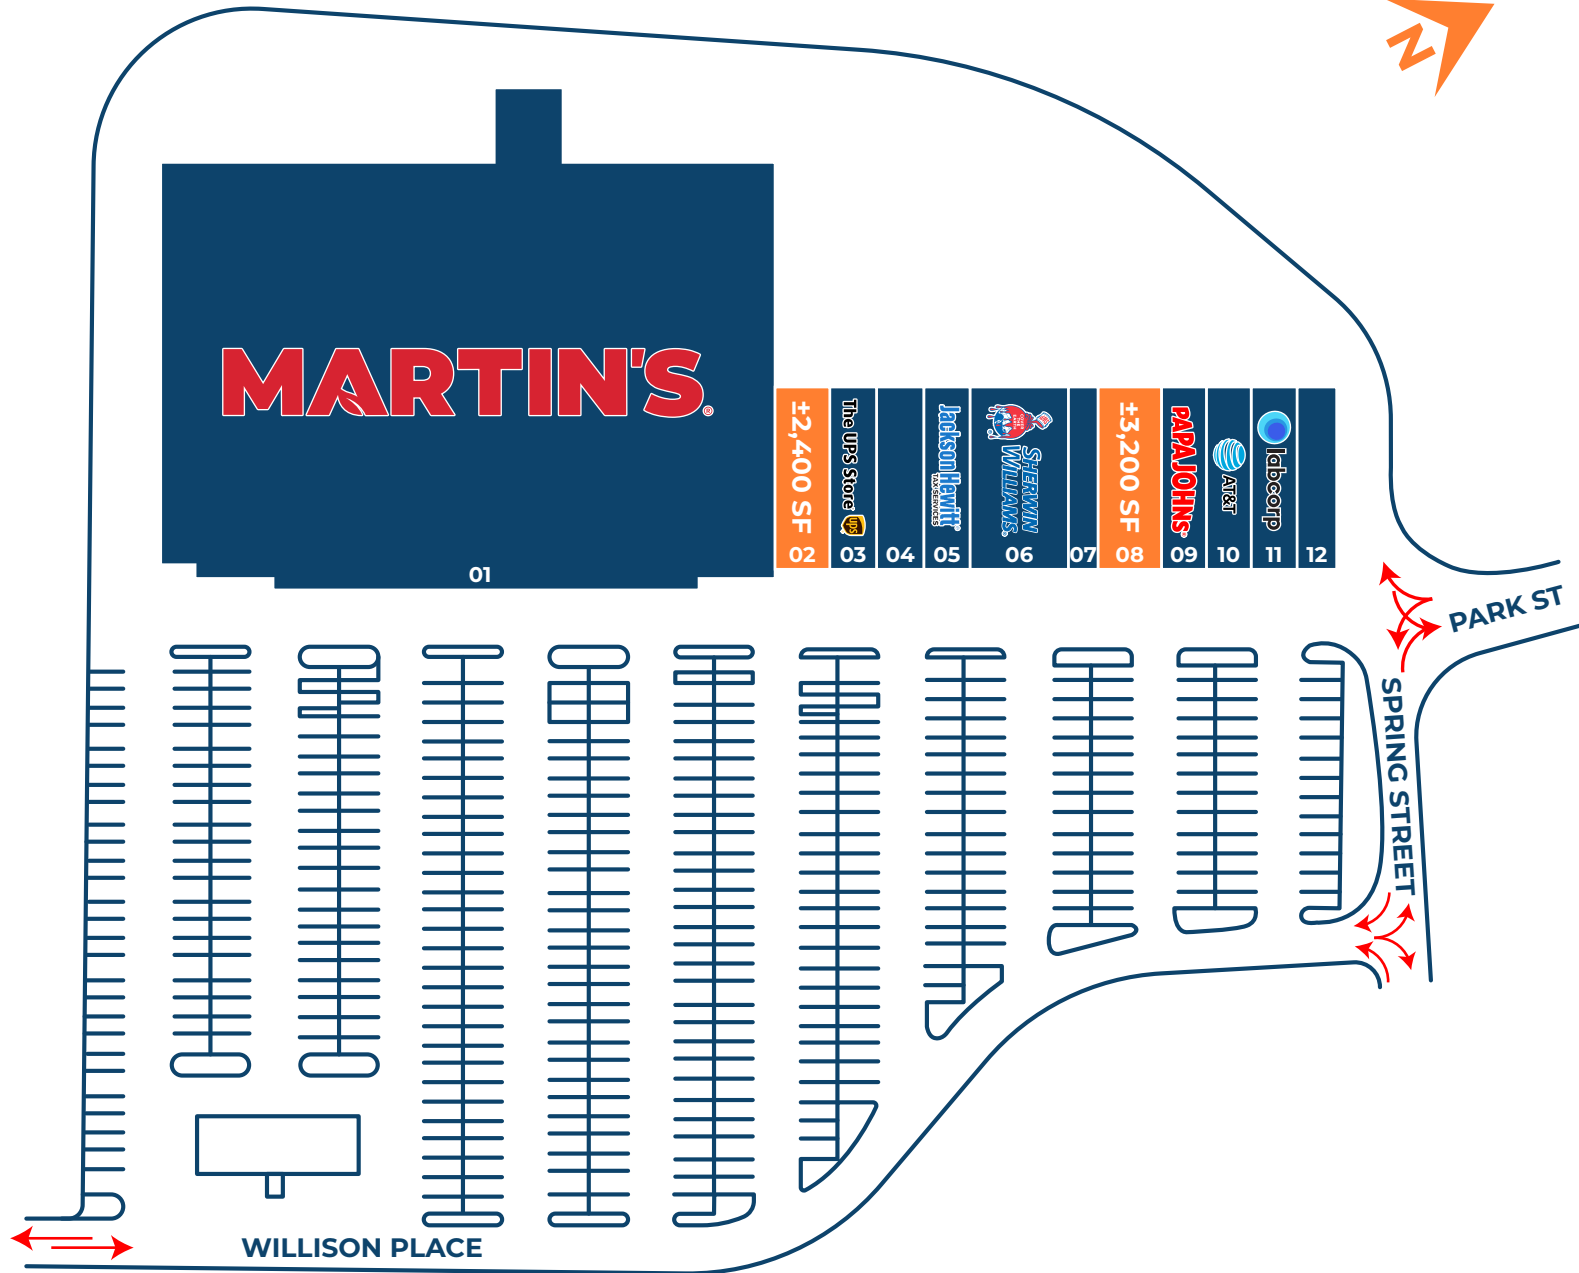 N
MARTIN'S
®
01
±2,400 SF
02
The UPS Store
ups
03
04
Jackson Hewitt
TAX SERVICES
05
SHERWIN
WILLIAMS.
06
07
±3,200 SF
08
PAPA JOHNS
09
AT&T
10
labcorp
11
12
PARK ST
SPRING STREET
WILLISON PLACE